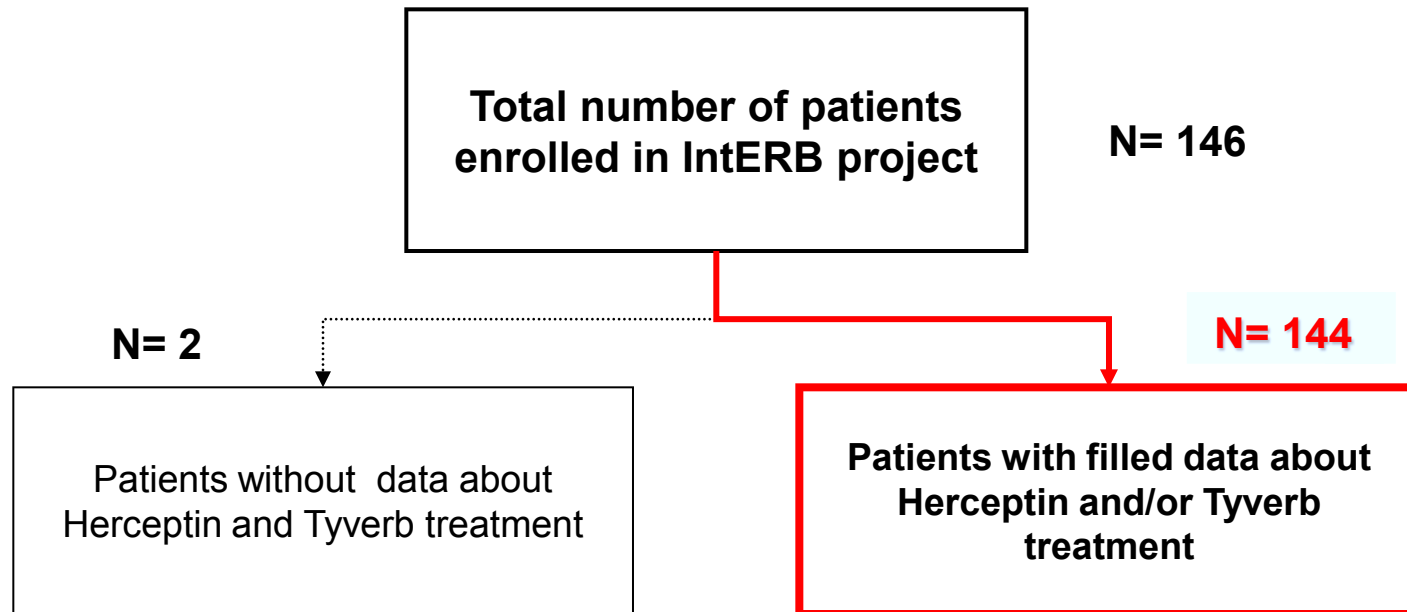 Total number of patients
enrolled in IntERB project
N= 146
N= 2
N= 144
Patients without  data about
Herceptin and Tyverb treatment
Patients with filled data about
Herceptin and/or Tyverb
treatment